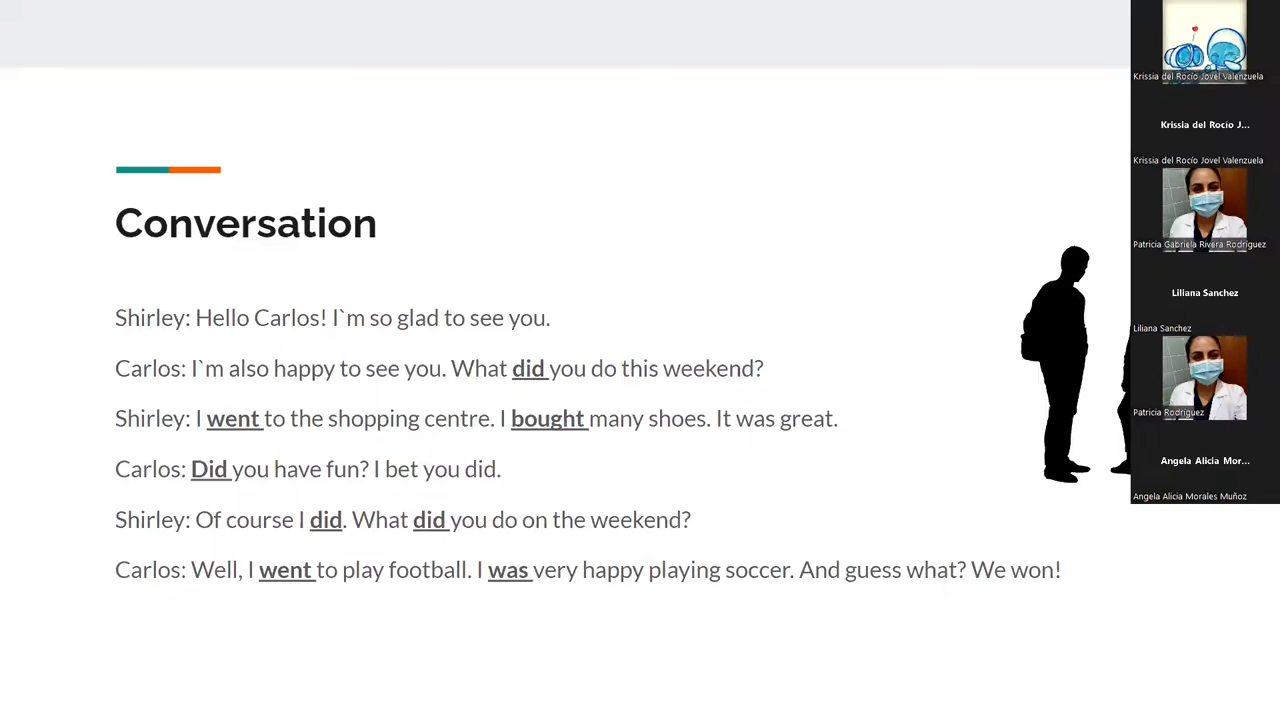 Conversation
Shirley: Hello Carlos! I`m so glad to see you.
Carlos: I`m also happy to see you. What did you do this weekend?
Shirley: I went to the shopping centre. I bought many shoes. It was great.
Carlos: Did you have fun? I bet you did.
Shirley: Of course I did. What did you do on the weekend?
Carlos: Well, I went to play football. I was very happy playing soccer. And guess what? We won!
Krissia del Rocío Jovel Valenzuela
Krissia del Rocío J...
Krissia del Rocío Jovel Valenzuela
Patricia Gabriela Rivera Rodríguez
Liliana Sanchez
Liliana Sanchez
Patricia Rodriguez
Angela Alicia Mor...
Angela Alicia Morales Muñoz